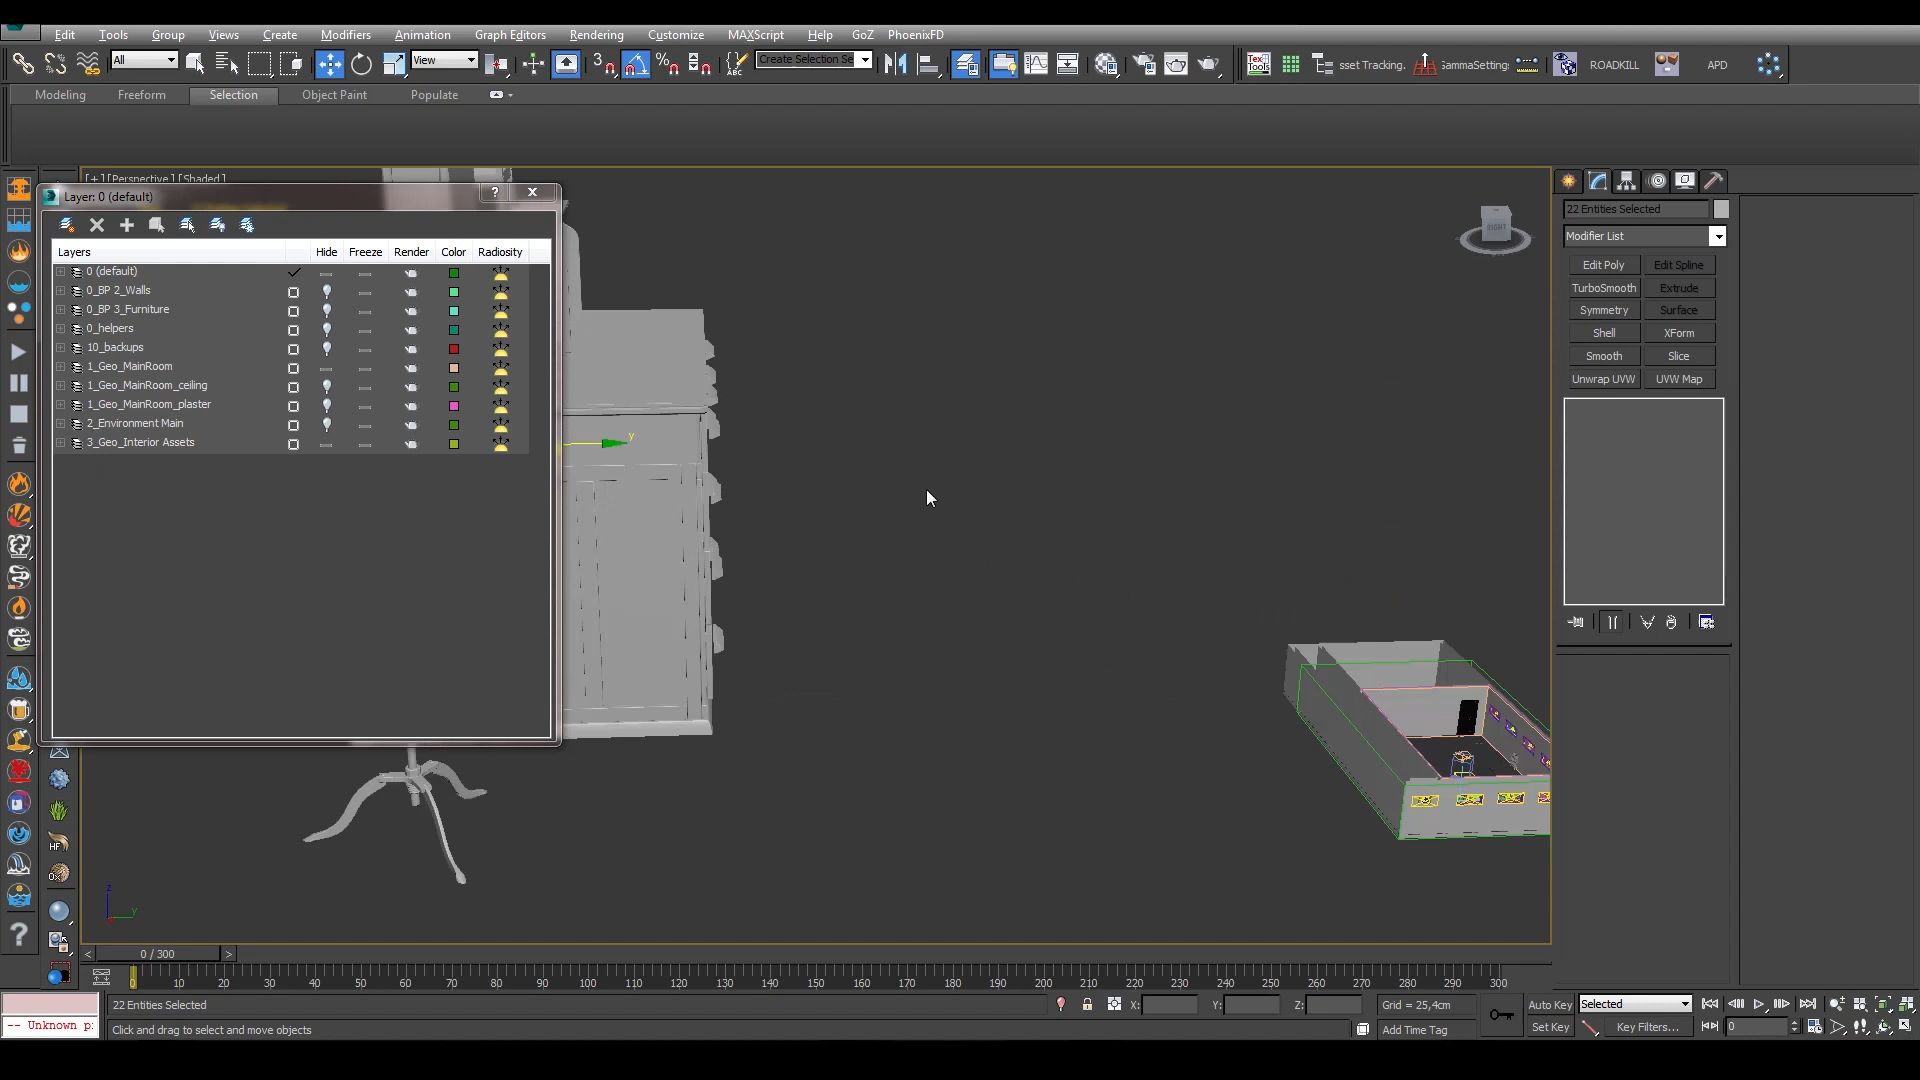 Edit Tools Group Views Create Modifiers Animation Graph Editors Rendering Customize MAXScript Help GoZ PhoenixFD
All View 3 Create Selection Se Tex Tools sset Tracking. GammaSetting: ROADKILL APD
Modeling Freeform Selection Object Paint Populate
[+][Perspective][Shaded]
Layer: 0 (default) ?
RIGHT
22 Entities Selected
Modifier List
Layers Hide Freeze Render Color Radiosity
0 (default)
0_BP 2_Walls
0_BP 3_Furniture
0_helpers
10_backups
1_Geo_MainRoom
1_Geo_MainRoom_ceiling
1_Geo_MainRoom_plaster
2_Environment Main
3_Geo_Interior Assets
Edit Poly Edit Spline
TurboSmooth Extrude
Symmetry Surface
Shell XForm
Smooth Slice
Unwrap UVW UVW Map
y
HF
z
y
< 0 / 300 >
0 10 20 30 40 50 60 70 80 90 100 110 120 130 140 150 160 170 180 190 200 210 220 230 240 250 260 270 280 290 300
22 Entities Selected X: Y: Z: Grid = 25,4cm Auto Key Selected
-- Unknown p: Click and drag to select and move objects Add Time Tag Set Key Key Filters... 0